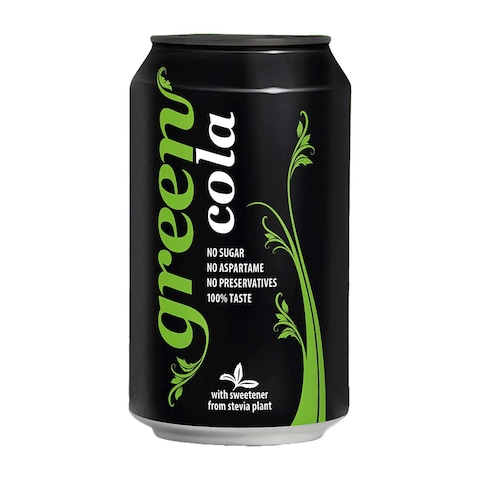 green
cola
NO SUGAR
NO ASPARTAME
NO PRESERVATIVES
100% TASTE
with sweetener
from stevia plant